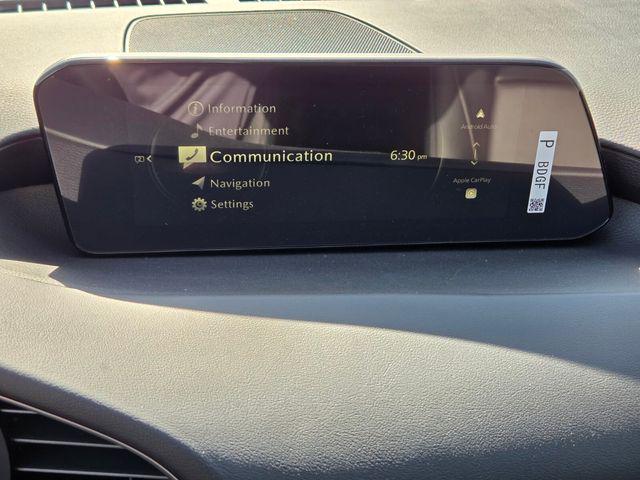 Information
Entertainment
Communication
6:30 pm
Navigation
Settings
Android Auto
Apple CarPlay
P BDGF